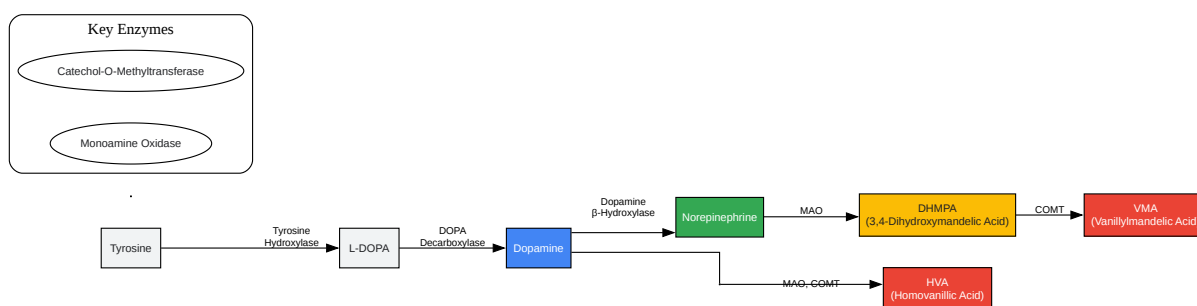 Key Enzymes
Catechol-O-Methyltransferase
Monoamine Oxidase
.
Tyrosine
Tyrosine
Hydroxylase
L-DOPA
DOPA
Decarboxylase
Dopamine
Dopamine
β-Hydroxylase
Norepinephrine
MAO
DHMPA
(3,4-Dihydroxymandelic Acid)
COMT
VMA
(Vanillylmandelic Acid)
MAO, COMT
HVA
(Homovanillic Acid)